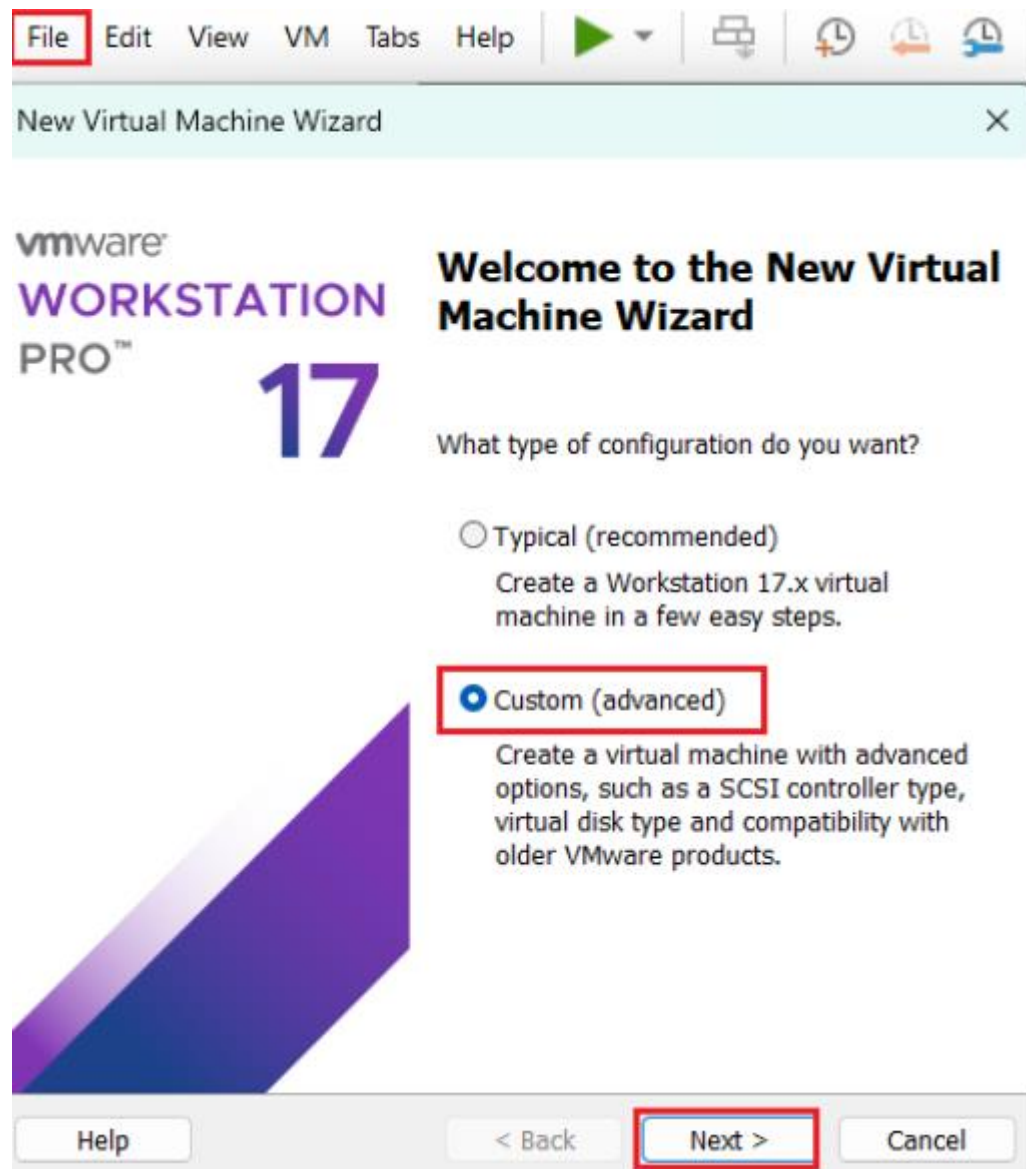 File Edit View VM Tabs Help
New Virtual Machine Wizard
vmware
WORKSTATION
PRO™
17
Welcome to the New Virtual
Machine Wizard
What type of configuration do you want?
Typical (recommended)
Create a Workstation 17.x virtual
machine in a few easy steps.
Custom (advanced)
Create a virtual machine with advanced
options, such as a SCSI controller type,
virtual disk type and compatibility with
older VMware products.
Help < Back Next > Cancel